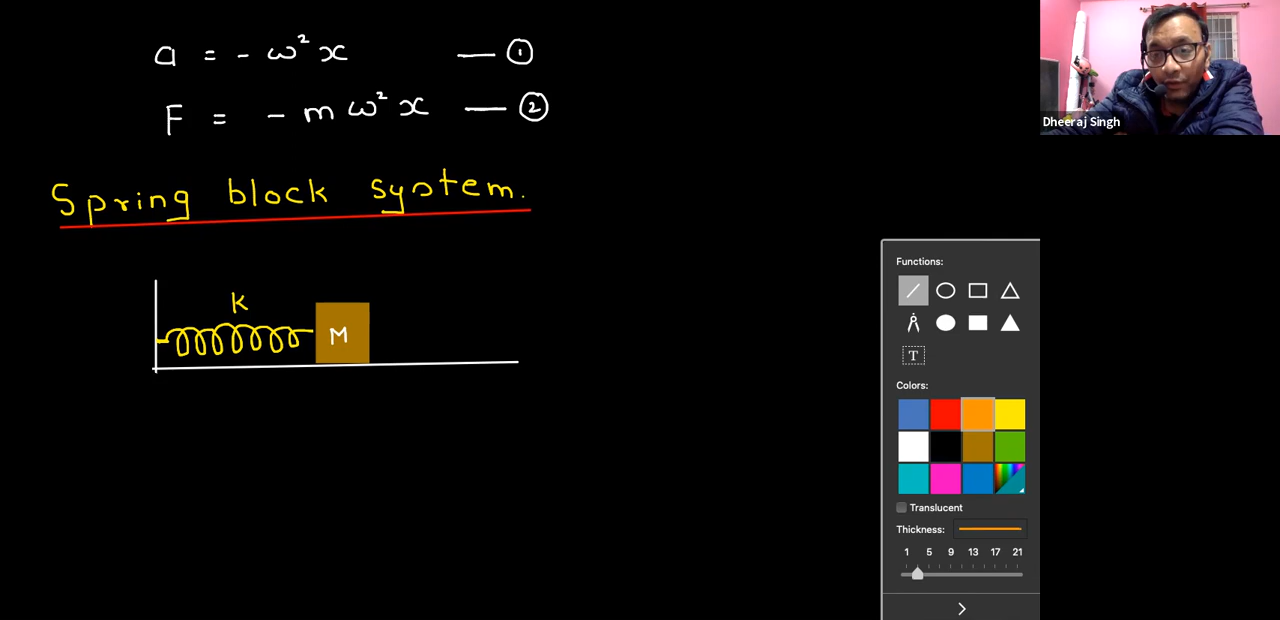 a = - ω² x — ①
F = - m ω² x — ②
Spring block system.
K
M
Dheeraj Singh
Functions:
T
Colors:
Translucent
Thickness:
1 5 9 13 17 21